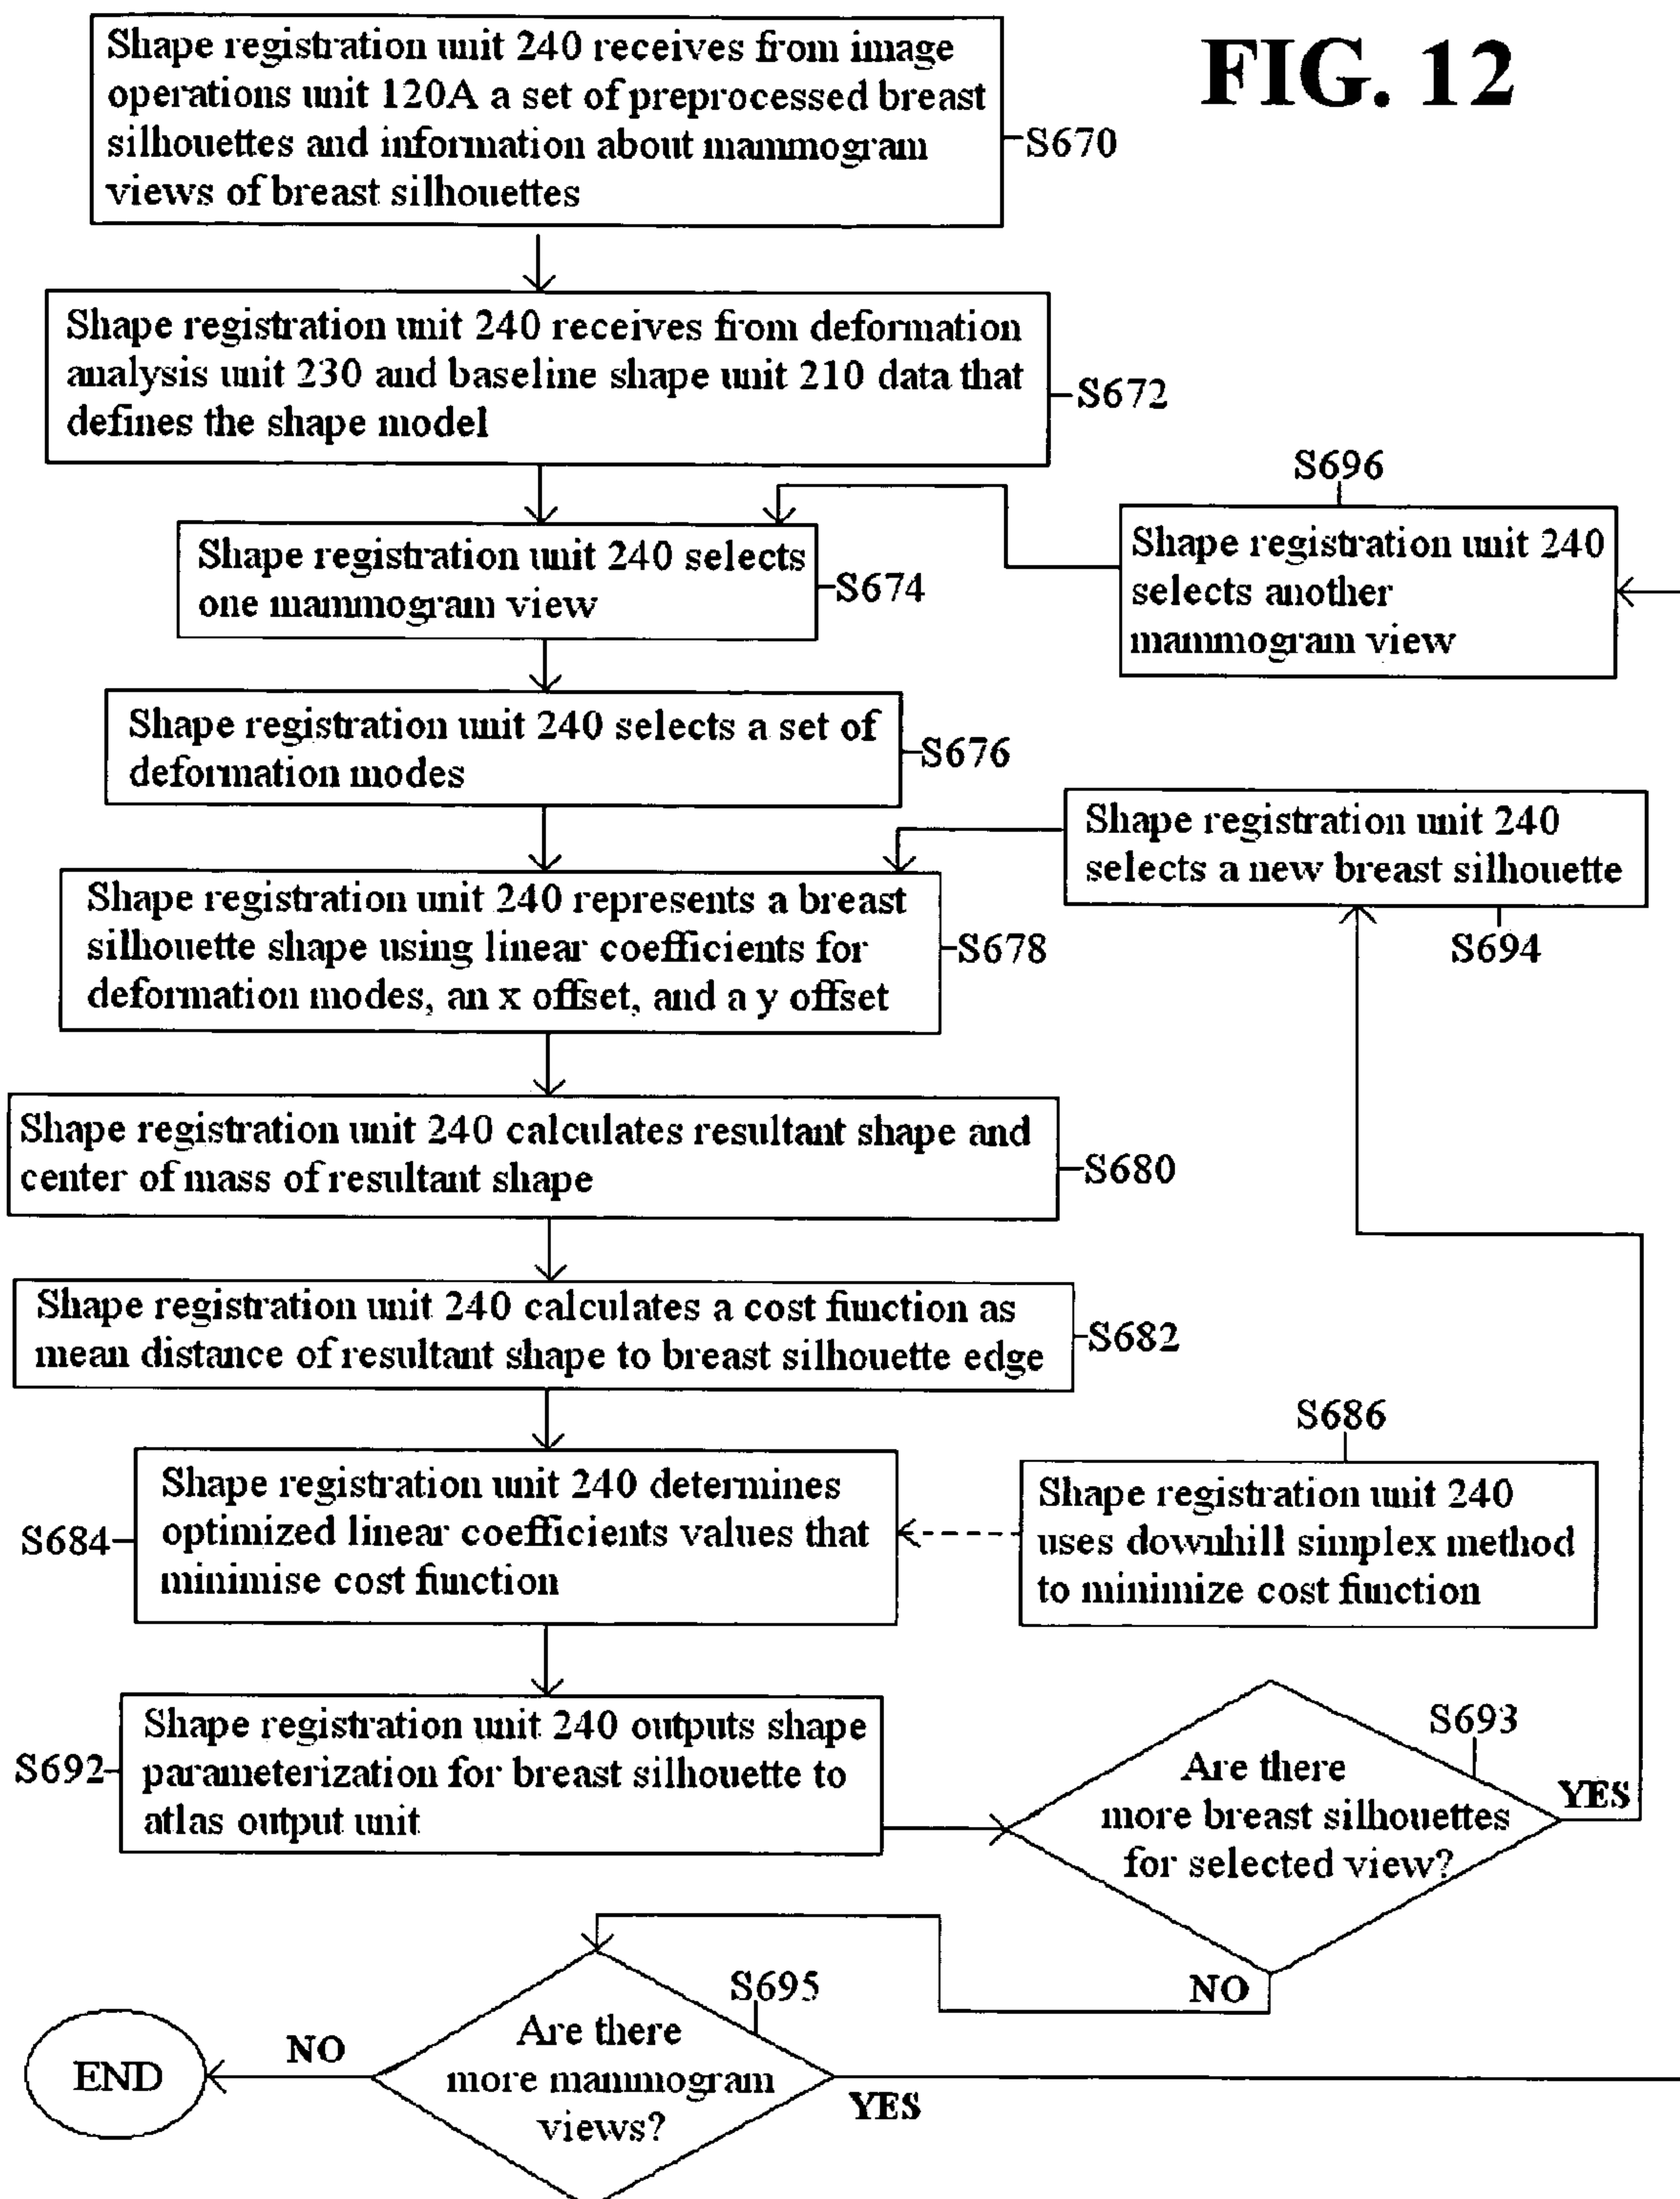 FIG. 12
Shape registration unit 240 receives from image
operations unit 120A a set of preprocessed breast
silhouettes and information about mammogram
views of breast silhouettes
S670
Shape registration unit 240 receives from deformation
analysis unit 230 and baseline shape unit 210 data that
defines the shape model
S672
S696
Shape registration unit 240
selects another
mammogram view
Shape registration unit 240 selects
one mammogram view
S674
Shape registration unit 240 selects a set of
deformation modes
S676
Shape registration unit 240
selects a new breast silhouette
S694
Shape registration unit 240 represents a breast
silhouette shape using linear coefficients for
deformation modes, an x offset, and a y offset
S678
Shape registration unit 240 calculates resultant shape and
center of mass of resultant shape
S680
Shape registration unit 240 calculates a cost function as
mean distance of resultant shape to breast silhouette edge
S682
S686
Shape registration unit 240
uses downhill simplex method
to minimize cost function
Shape registration unit 240 determines
optimized linear coefficients values that
minimise cost function
S684
Shape registration unit 240 outputs shape
parameterization for breast silhouette to
atlas output unit
S692
S693
Are there
more breast silhouettes
for selected view?
YES
NO
S695
Are there
more mammogram
views?
YES
NO
END